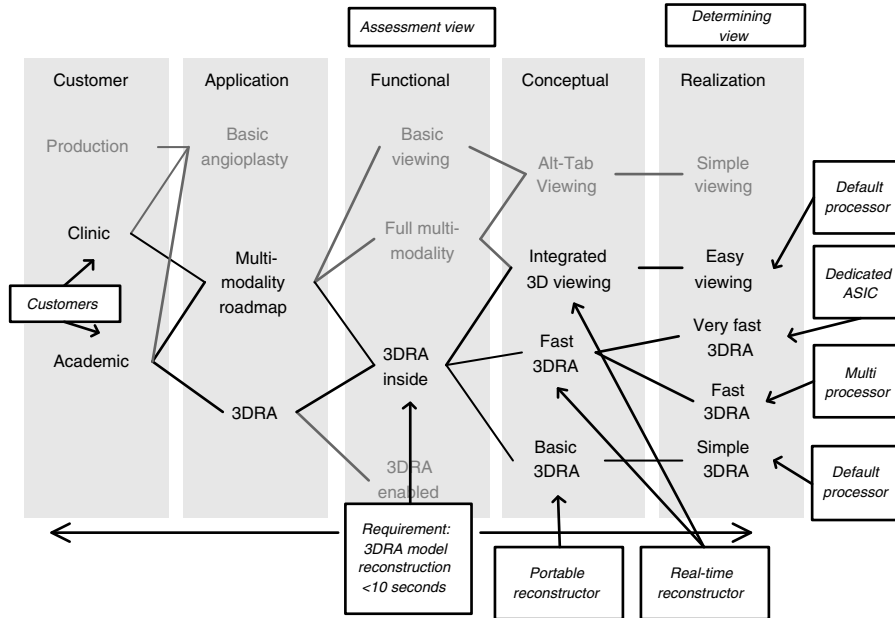 Assessment view
Determining
view
Customer
Application
Functional
Conceptual
Realization
Production
Basic
angioplasty
Basic
viewing
Alt-Tab
Viewing
Simple
viewing
Default
processor
Clinic
Multi-
modality
roadmap
Full multi-
modality
Integrated
3D viewing
Easy
viewing
Dedicated
ASIC
Customers
Academic
3DRA
inside
Fast
3DRA
Very fast
3DRA
Multi
processor
3DRA
Fast
3DRA
3DRA
enabled
Basic
3DRA
Simple
3DRA
Default
processor
Requirement:
3DRA model
reconstruction
<10 seconds
Portable
reconstructor
Real-time
reconstructor